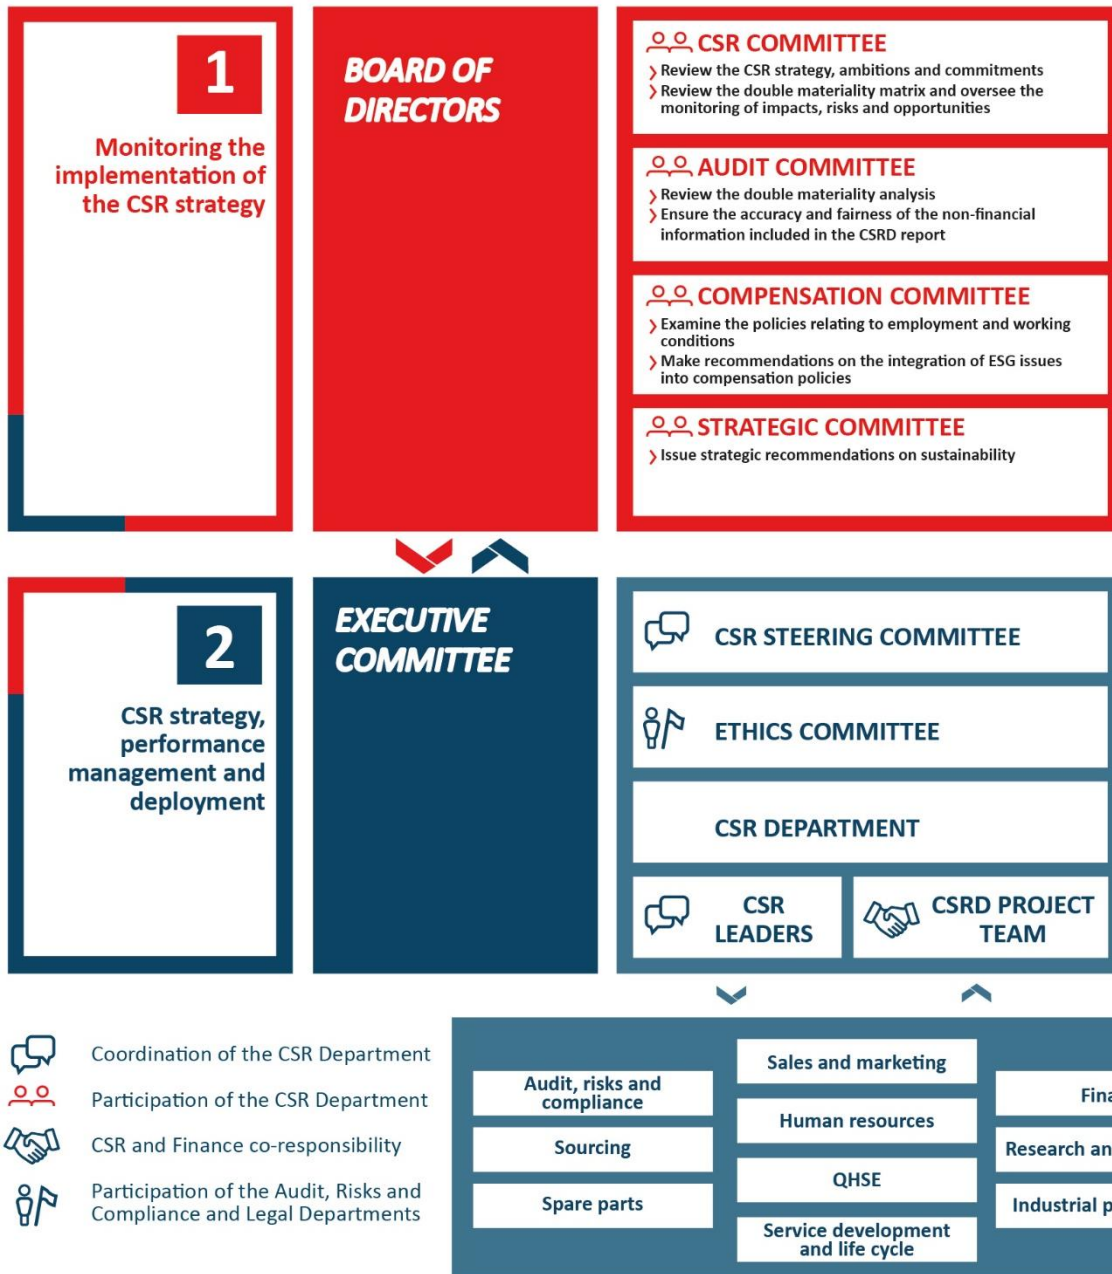 1
Monitoring the
implementation of
the CSR strategy
BOARD OF
DIRECTORS
CSR COMMITTEE
Review the CSR strategy, ambitions and commitments
Review the double materiality matrix and oversee the
monitoring of impacts, risks and opportunities
AUDIT COMMITTEE
Review the double materiality analysis
Ensure the accuracy and fairness of the non-financial
information included in the CSRD report
COMPENSATION COMMITTEE
Examine the policies relating to employment and working
conditions
Make recommendations on the integration of ESG issues
into compensation policies
STRATEGIC COMMITTEE
Issue strategic recommendations on sustainability
2
CSR strategy,
performance
management and
deployment
EXECUTIVE
COMMITTEE
CSR STEERING COMMITTEE
ETHICS COMMITTEE
CSR DEPARTMENT
CSR
LEADERS
CSRD PROJECT
TEAM
Coordination of the CSR Department
Participation of the CSR Department
CSR and Finance co-responsibility
Participation of the Audit, Risks and
Compliance and Legal Departments
Audit, risks and
compliance
Sourcing
Spare parts
Sales and marketing
Human resources
QHSE
Service development
and life cycle
Research
Industrial